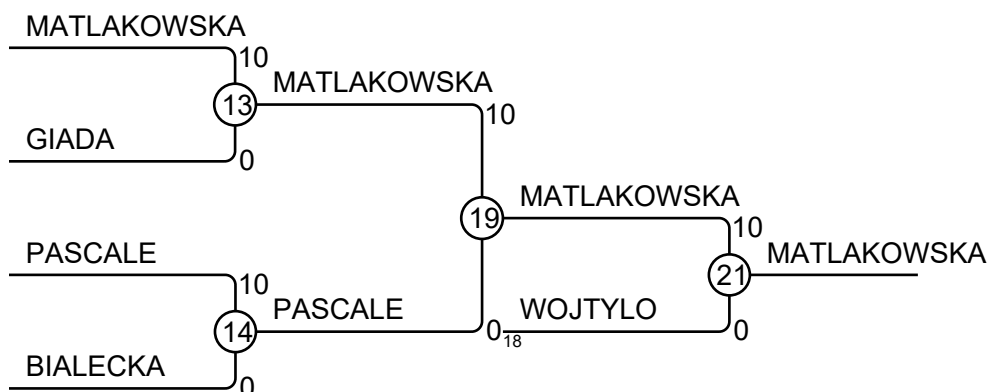 MATLAKOWSKA
10
13
MATLAKOWSKA
10
GIADA
0
19
MATLAKOWSKA
10
21
MATLAKOWSKA
PASCALE
10
14
PASCALE
0
18
WOJTYLO
0
BIALECKA
0